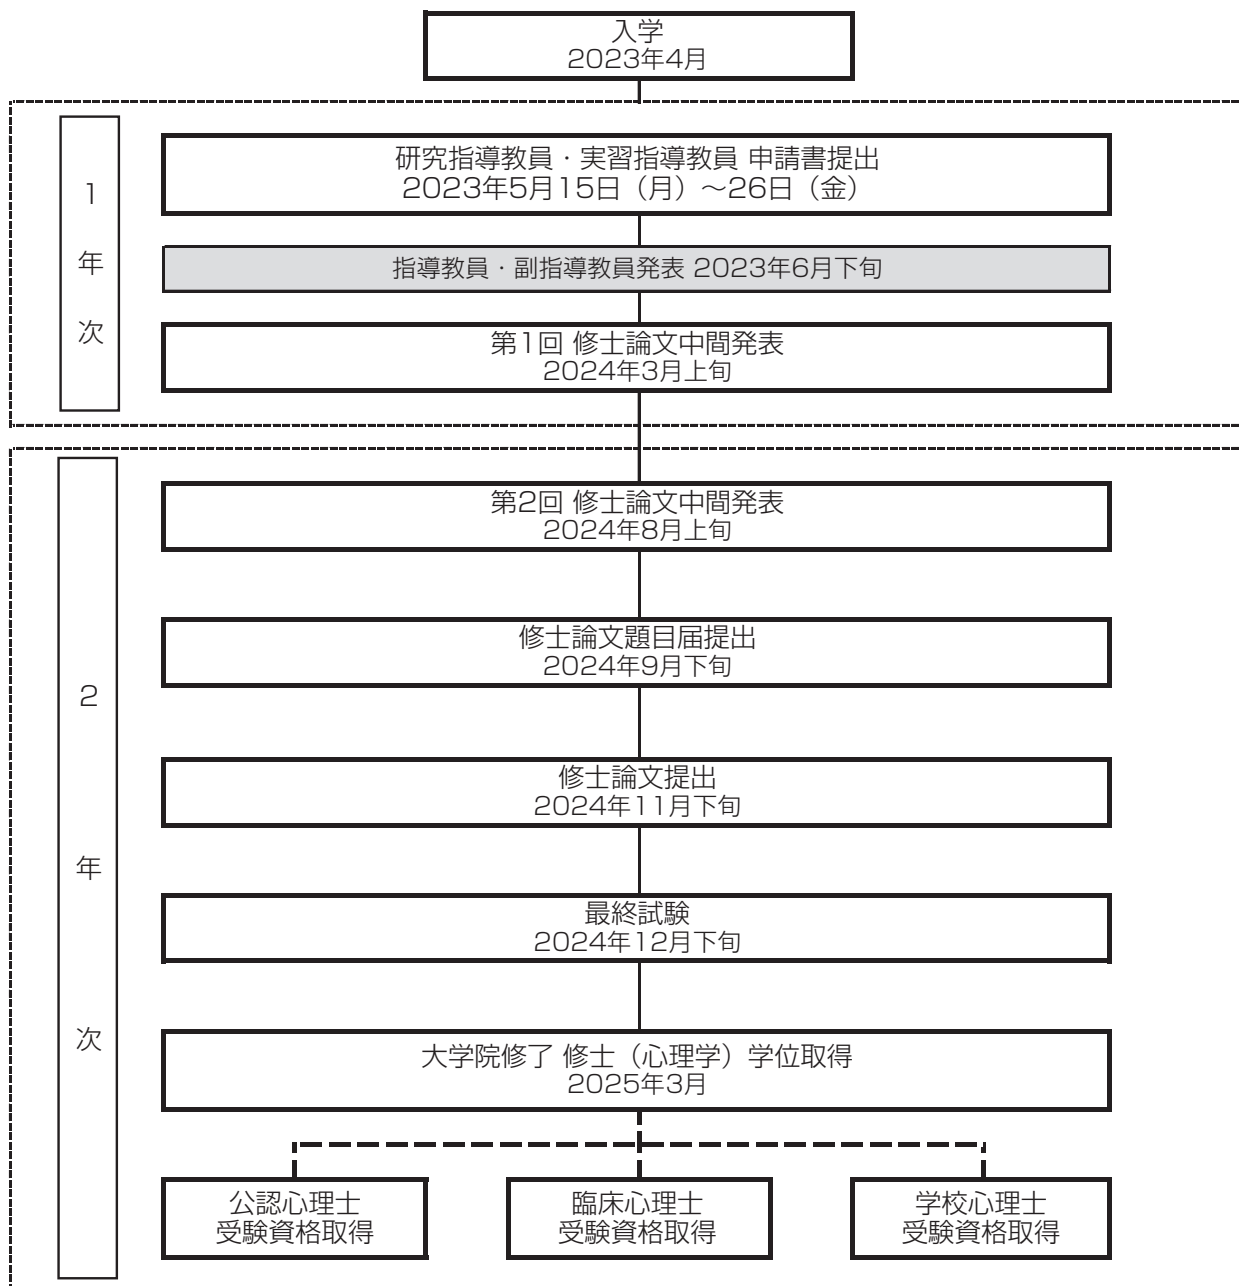 入学
2023年4月
1年次
研究指導教員・実習指導教員 申請書提出
2023年5月15日（月）～26日（金）
指導教員・副指導教員発表 2023年6月下旬
第1回 修士論文中間発表
2024年3月上旬
2年次
第2回 修士論文中間発表
2024年8月上旬
修士論文題目届提出
2024年9月下旬
修士論文提出
2024年11月下旬
最終試験
2024年12月下旬
大学院修了 修士（心理学）学位取得
2025年3月
公認心理士
受験資格取得
臨床心理士
受験資格取得
学校心理士
受験資格取得